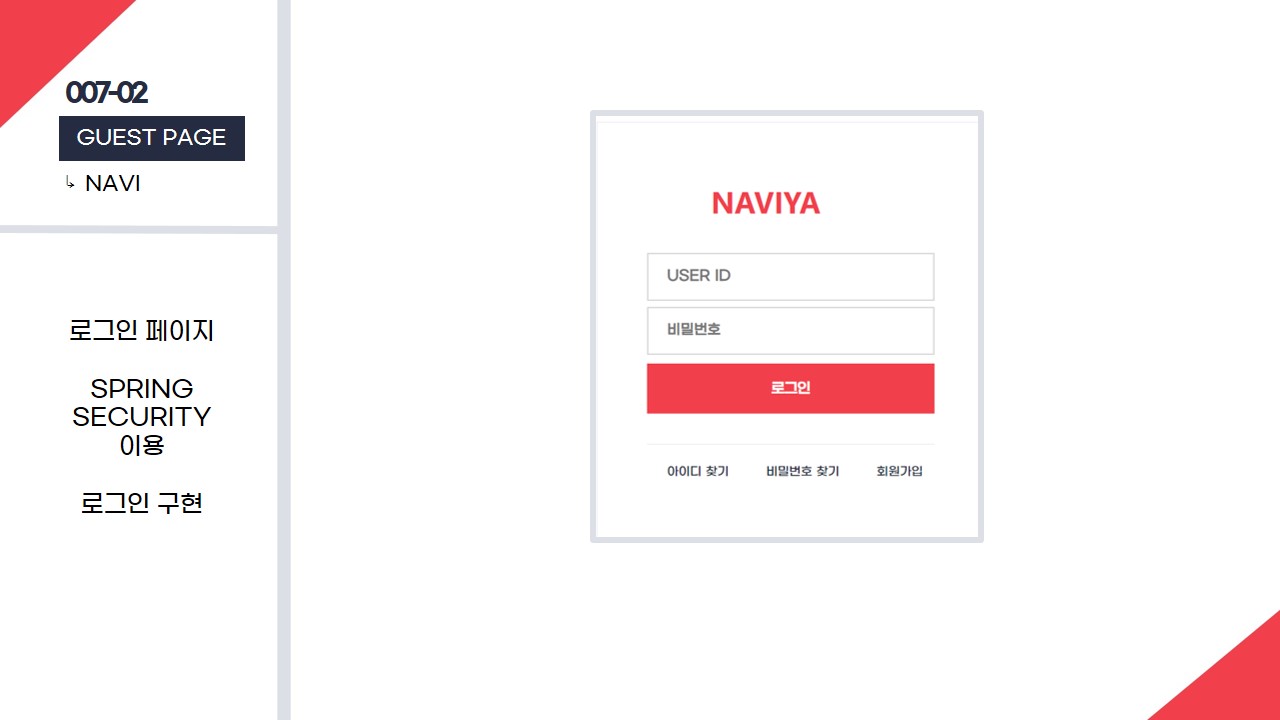 007-02
GUEST PAGE
↳ NAVI
로그인 페이지
SPRING
SECURITY
이용
로그인 구현
NAVIYA
USER ID
비밀번호
로그인
아이디 찾기 비밀번호 찾기 회원가입